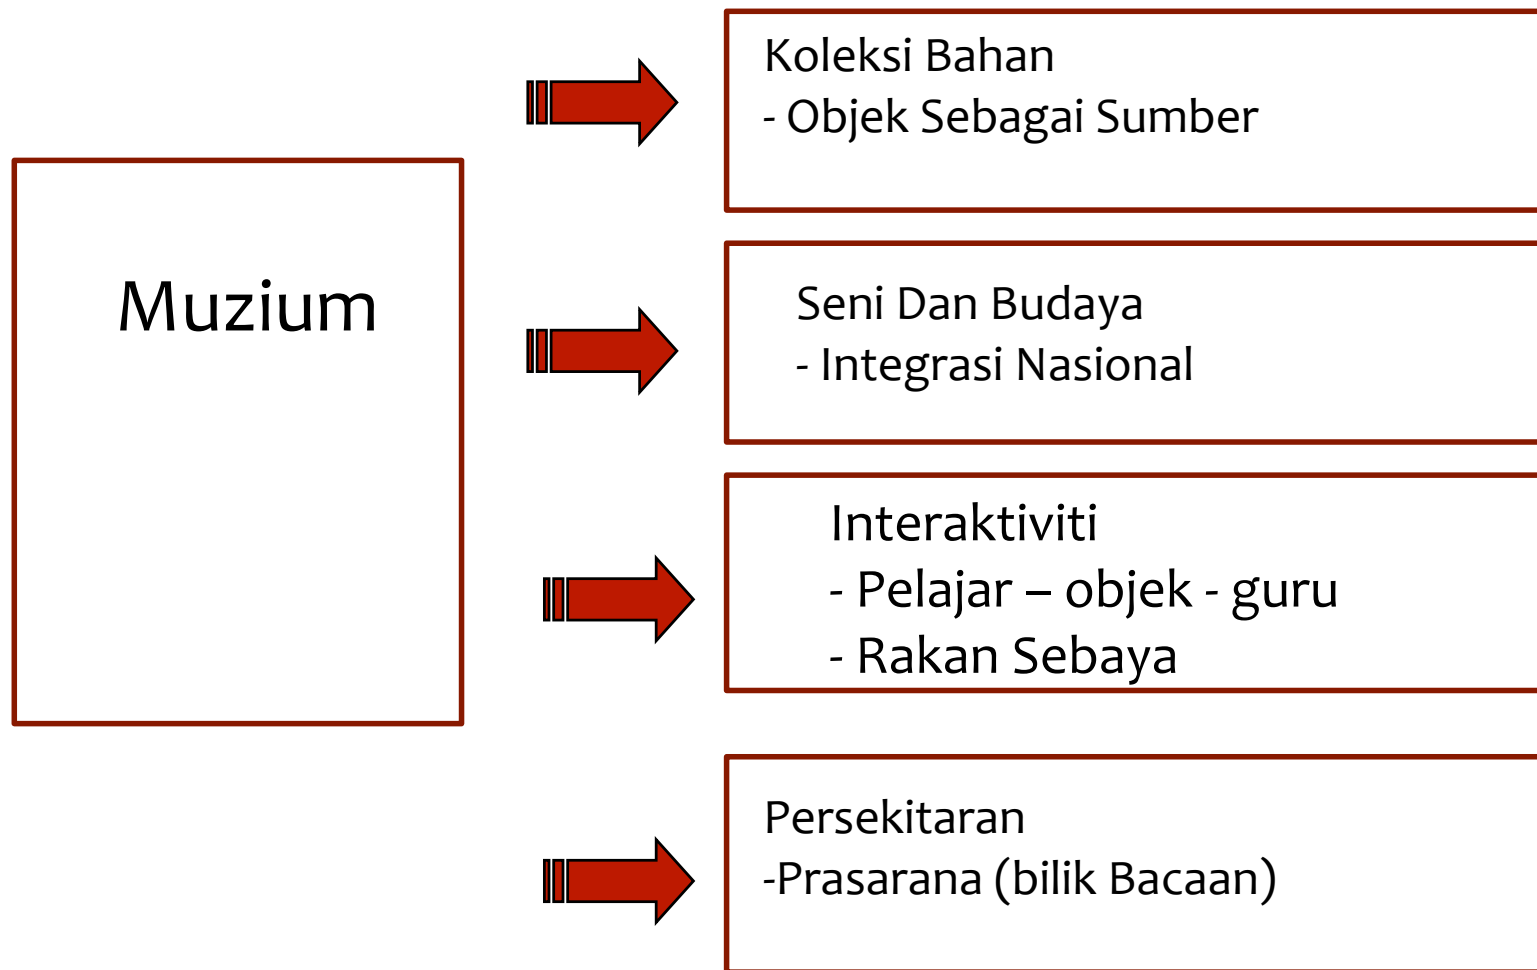 Muzium
Koleksi Bahan
- Objek Sebagai Sumber
Seni Dan Budaya
- Integrasi Nasional
Interaktiviti
- Pelajar – objek - guru
- Rakan Sebaya
Persekitaran
-Prasarana (bilik Bacaan)